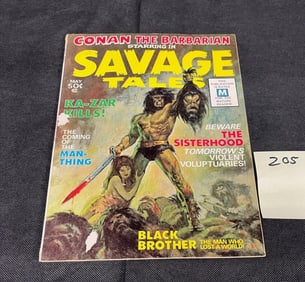 CONAN THE BARBARIAN
STARRING IN
SAVAGE
TALES
MAY
50¢
KA-ZAR
KILLS!
THE
COMING
OF
THE
MAN-
THING
M
BEWARE
THE
SISTERHOOD
TOMORROW'S
VIOLENT
VOLUPTUARIES!
BLACK
BROTHER
THE MAN WHO
LOST A WORLD!
205